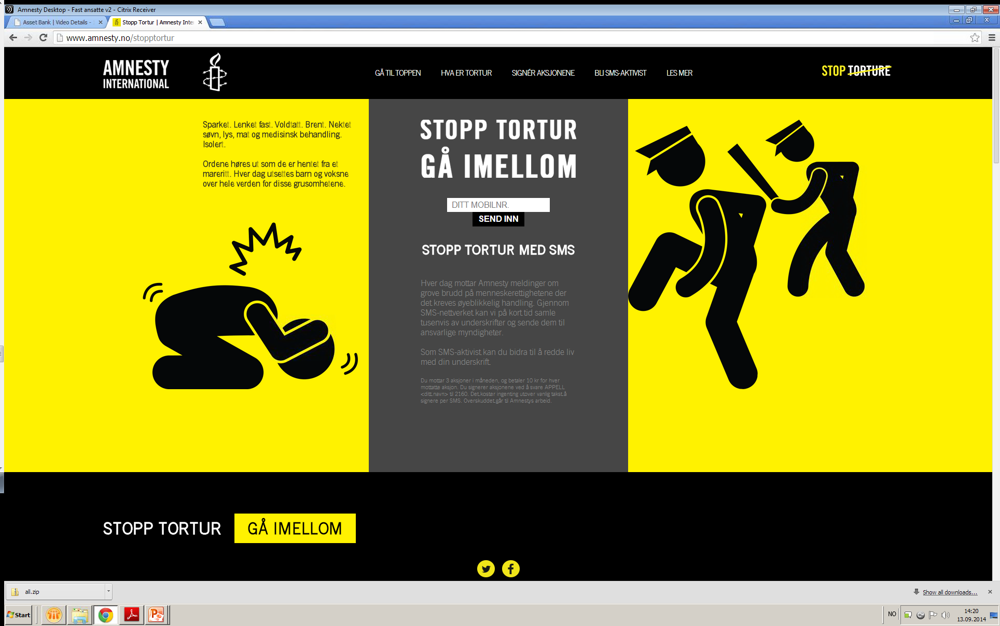 Amnesty Desktop - Fast ansatte v2 - Citrix Receiver
Asset Bank | Video Details -
Stopp Tortur | Amnesty Inte
www.amnesty.no/stopptortur
AMNESTY
INTERNATIONAL
GÅ TIL TOPPEN
HVA ER TORTUR
SIGNÉR AKSJONENE
BLI SMS-AKTIVIST
LES MER
STOP TORTURE
Sparket. Lenket fast. Voldtatt. Brent. Nektet
søvn, lys, mat og medisinsk behandling.
Isolert.
Ordene høres ut som de er hentet fra et
mareritt. Hver dag utsettes barn og voksne
over hele verden for disse grusomhetene.
STOPP TORTUR
GÅ IMELLOM
DITT MOBILNR.
SEND INN
STOPP TORTUR MED SMS
Hver dag mottar Amnesty meldinger om
grove brudd på menneskerettighetene der
det kreves øyeblikkelig handling. Gjennom
SMS-nettverket kan vi på kort tid samle
tusenvis av underskrifter og sende dem til
ansvarlige myndigheter.
Som SMS-aktivist kan du bidra til å redde liv
med din underskrift.
Du mottar 3 aksjoner i måneden, og betaler 10 kr for hver
mottatte aksjon. Du signerer aksjonene ved å svare APPELL
<ditt navn> til 2160. Det koster ingenting utover vanlig takst å
signere per SMS. Overskuddet går til Amnestys arbeid.
STOPP TORTUR
GÅ IMELLOM
all.zip
Show all downloads...
Start
NO
14:20
13.09.2014